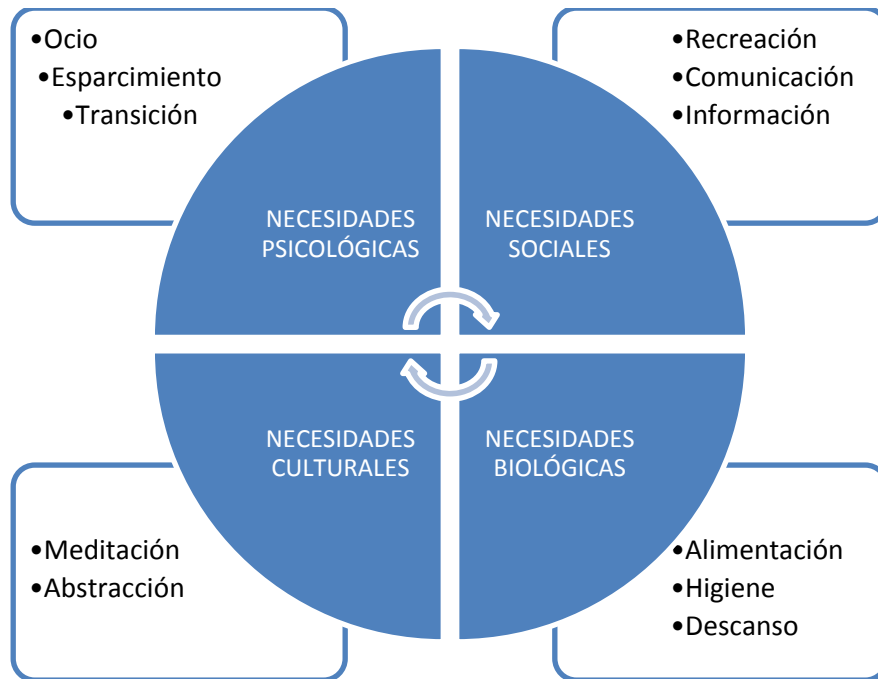 •Ocio
•Esparcimiento
•Transición
•Recreación
•Comunicación
•Información
NECESIDADES
PSICOLÓGICAS
NECESIDADES
SOCIALES
NECESIDADES
CULTURALES
NECESIDADES
BIOLÓGICAS
•Meditación
•Abstracción
•Alimentación
•Higiene
•Descanso